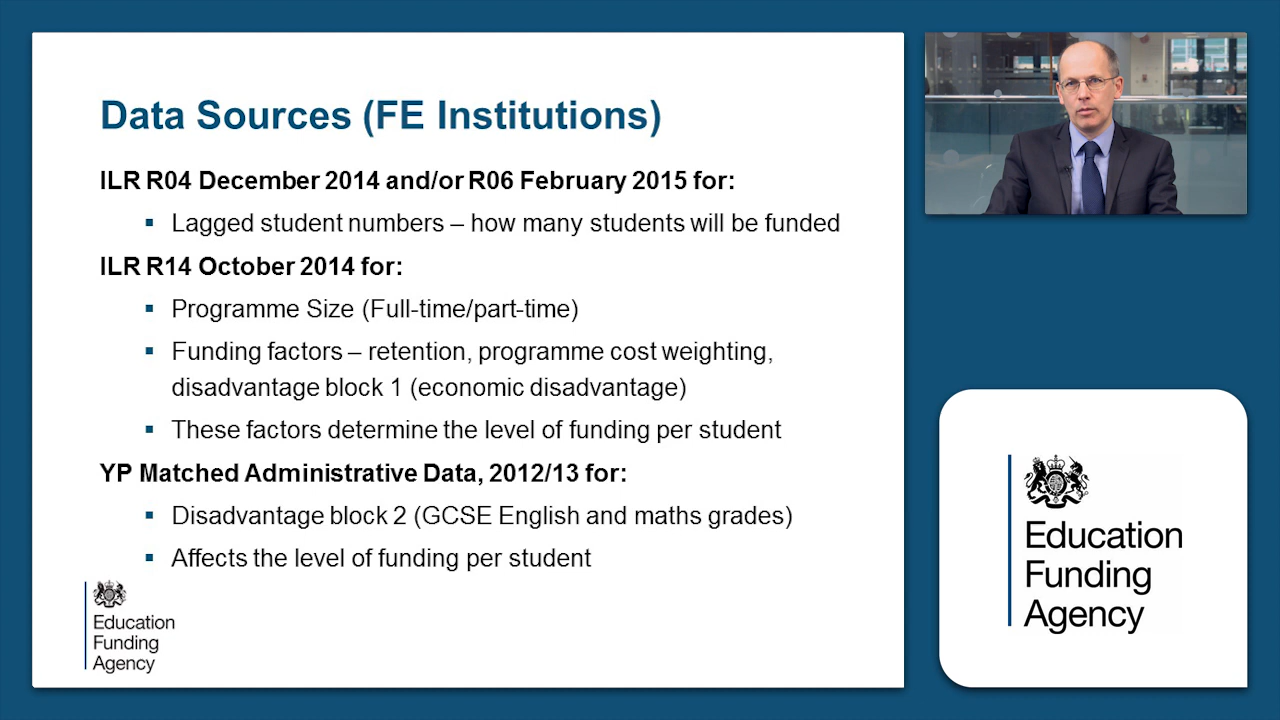 Data Sources (FE Institutions)
ILR R04 December 2014 and/or R06 February 2015 for:
▪ Lagged student numbers – how many students will be funded
ILR R14 October 2014 for:
▪ Programme Size (Full-time/part-time)
▪ Funding factors – retention, programme cost weighting,
disadvantage block 1 (economic disadvantage)
▪ These factors determine the level of funding per student
YP Matched Administrative Data, 2012/13 for:
▪ Disadvantage block 2 (GCSE English and maths grades)
▪ Affects the level of funding per student
Education
Funding
Agency
Education
Funding
Agency